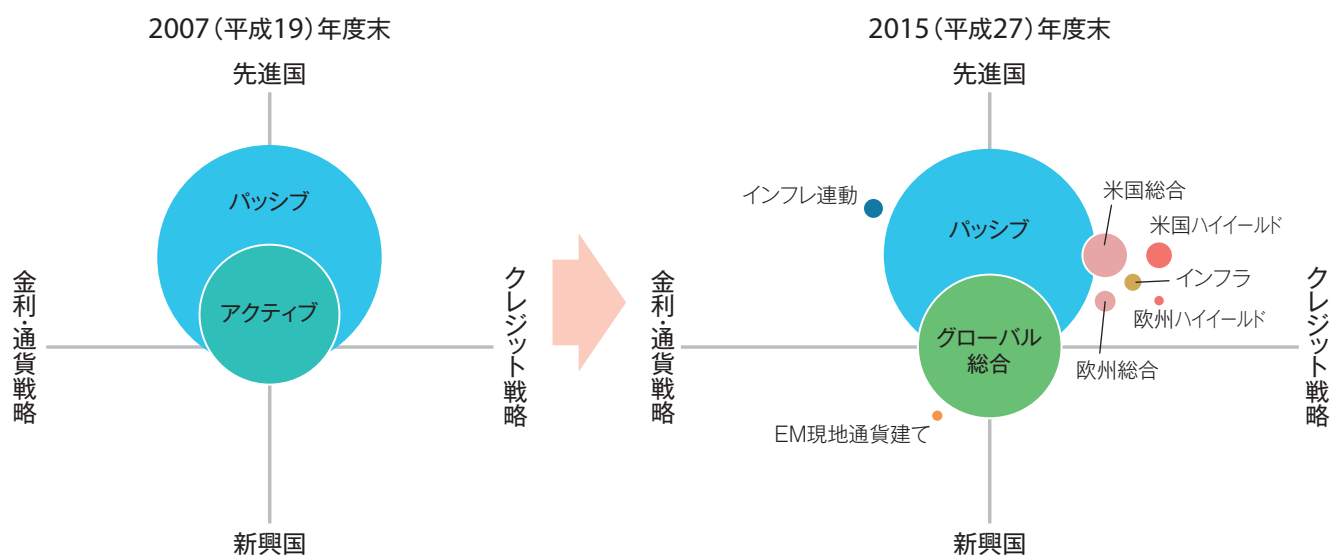 2007（平成19）年度末
先進国
パッシブ
アクティブ
金利・通貨戦略
クレジット戦略
新興国
2015（平成27）年度末
先進国
インフレ連動
パッシブ
米国総合
米国ハイイールド
インフラ
欧州ハイイールド
欧州総合
グローバル
総合
金利・通貨戦略
クレジット戦略
EM現地通貨建て
新興国